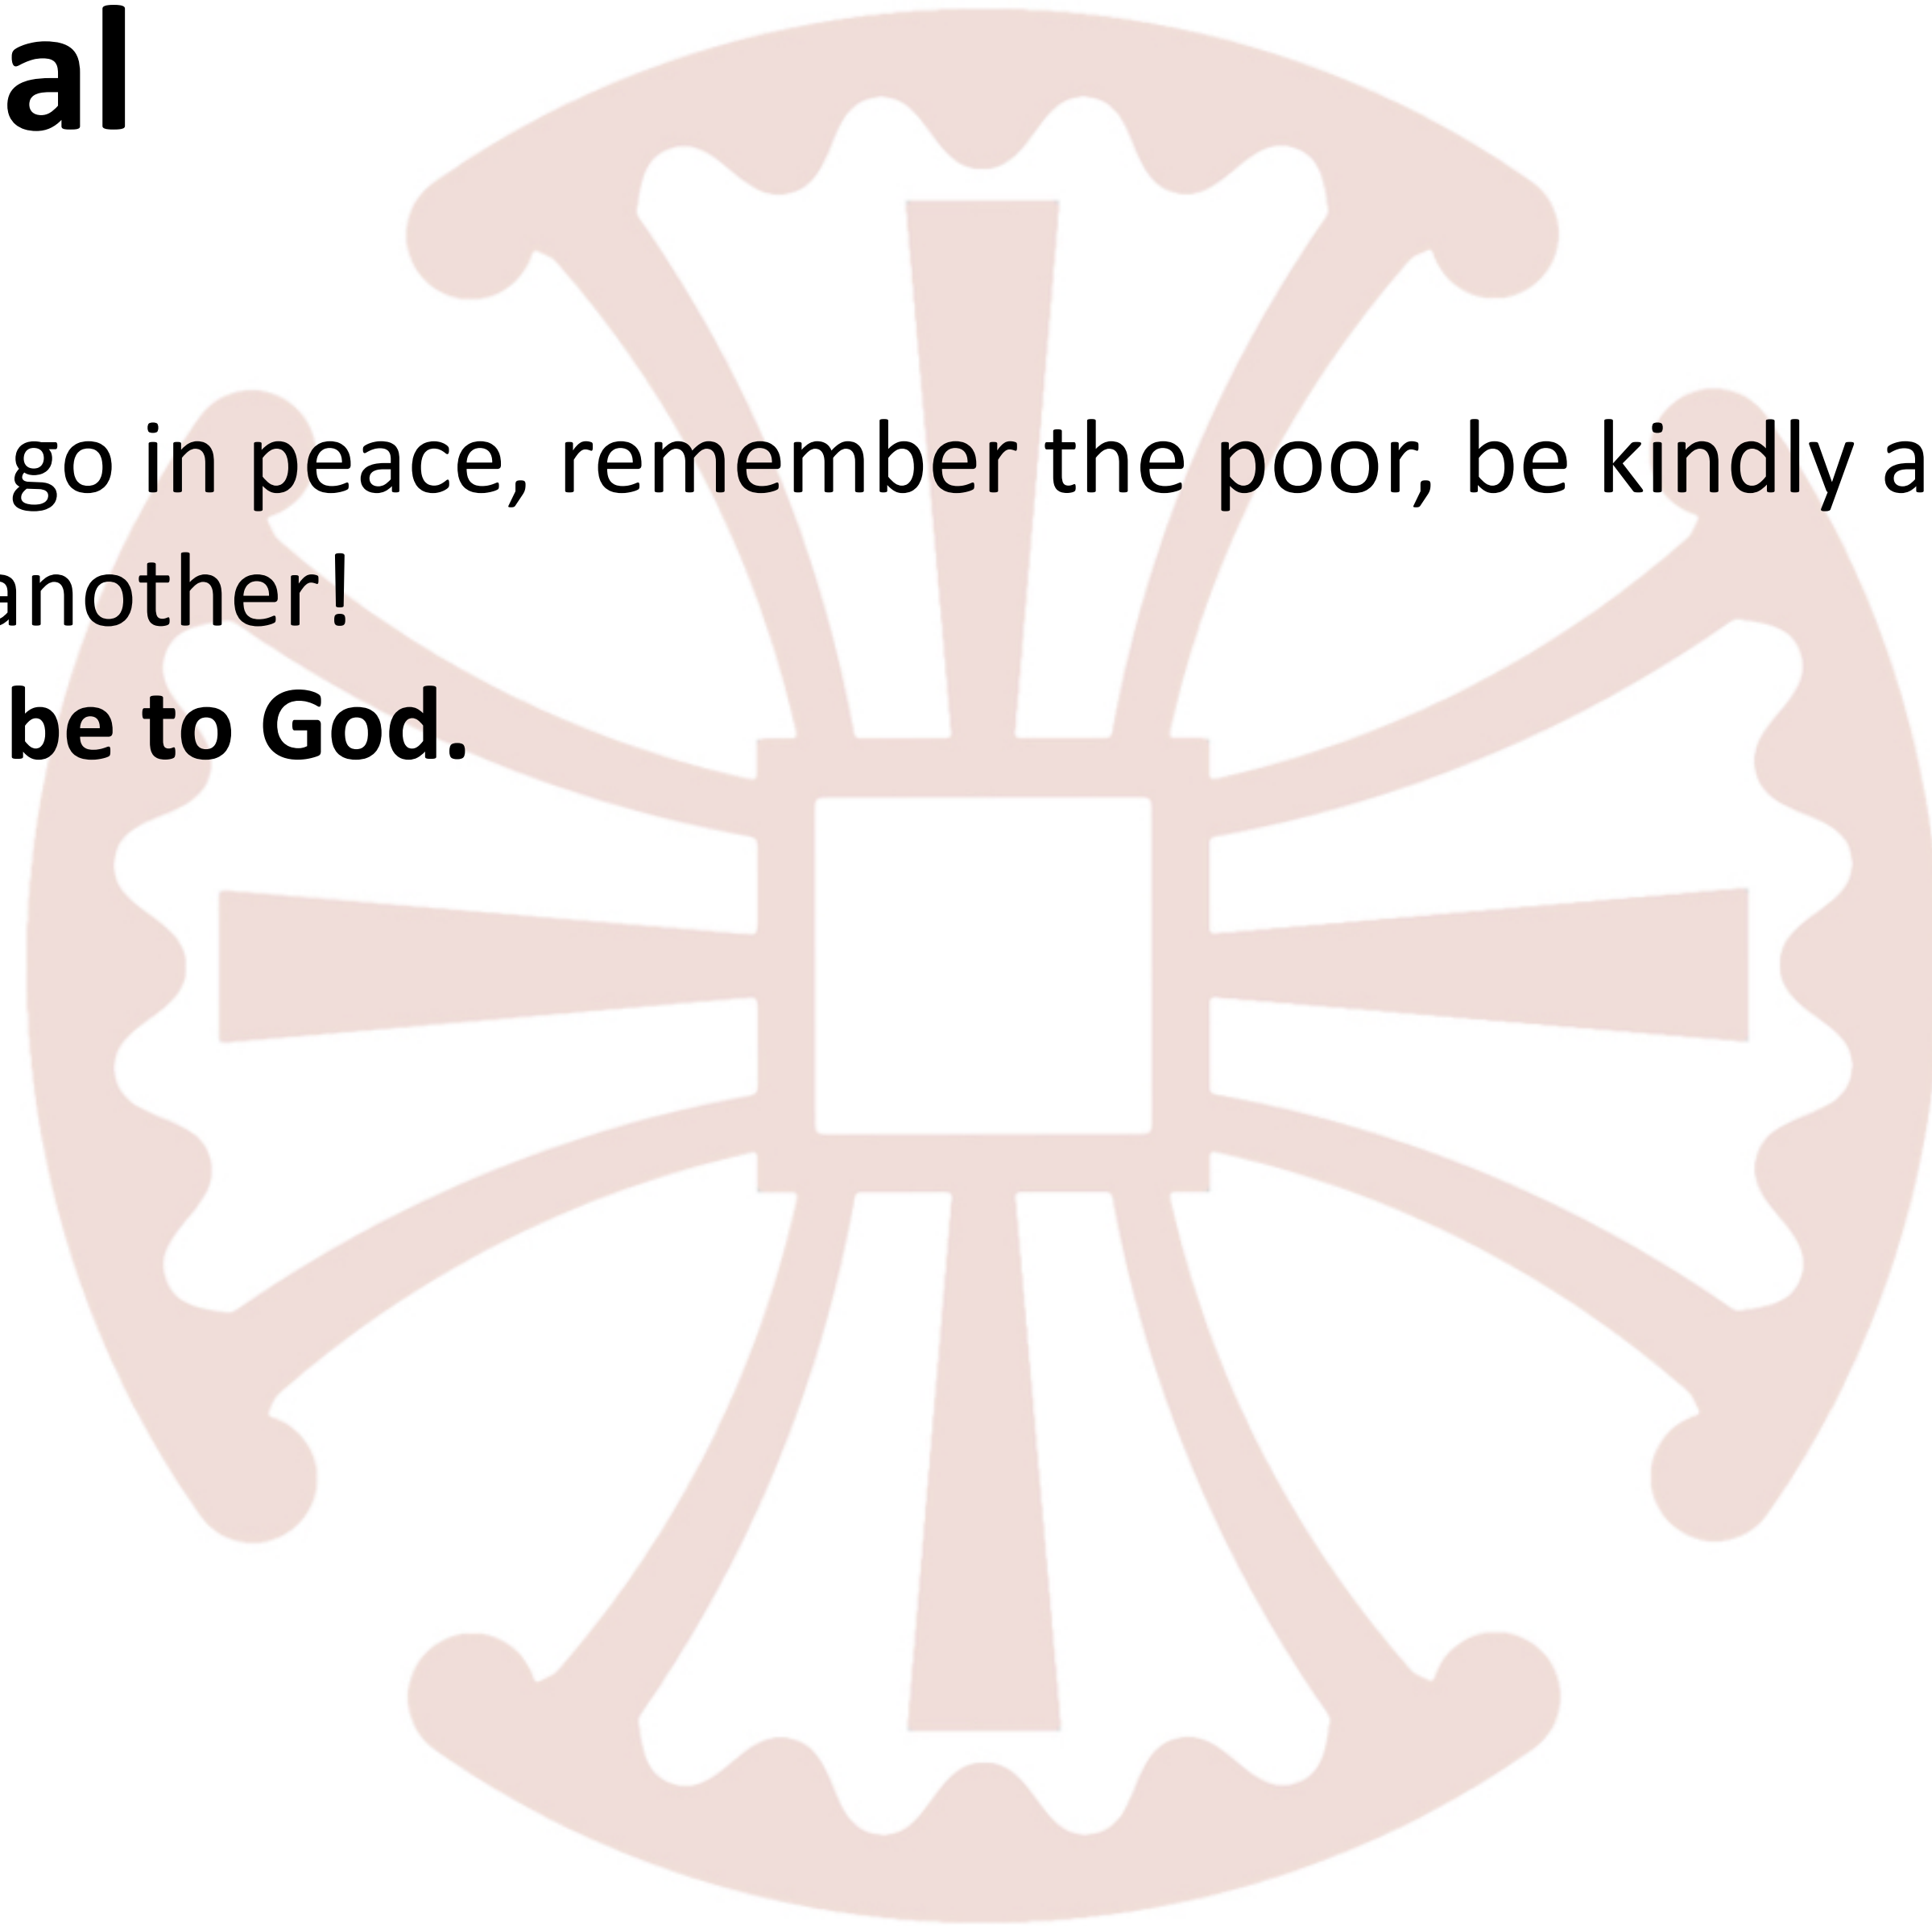 al
go in peace, remember the poor, be kindly, a
another!
be to God.